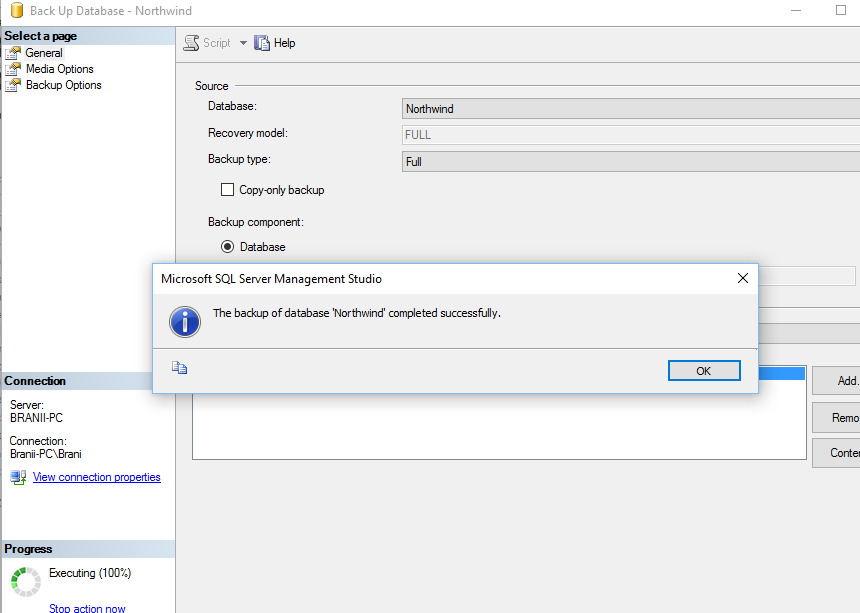 Back Up Database - Northwind
Select a page
General
Media Options
Backup Options
Script
Help
Source
Database:
Northwind
Recovery model:
FULL
Backup type:
Full
Copy-only backup
Backup component:
Database
Microsoft SQL Server Management Studio
The backup of database 'Northwind' completed successfully.
OK
Add.
Remo
Conter
Connection
Server:
BRANII-PC
Connection:
Branii-PC\Brani
View connection properties
Progress
Executing (100%)
Stop action now